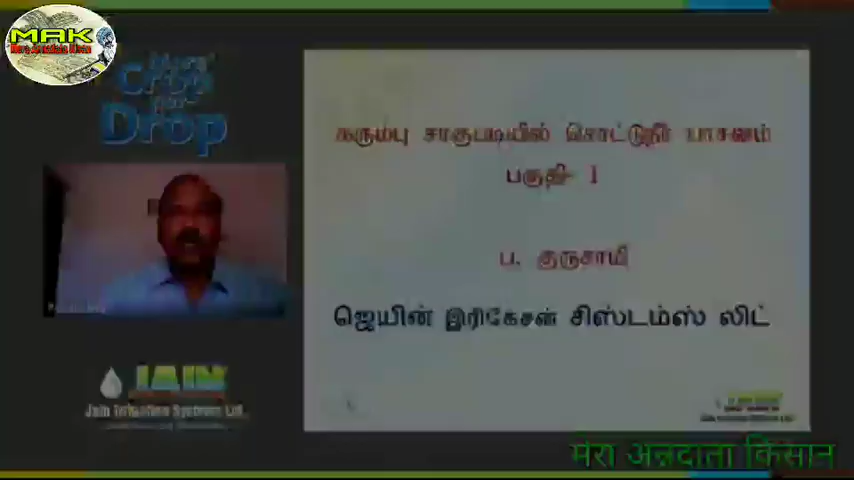 MAK
More
Crop
Per
Drop
கரும்பு சாகுபடியில் சொட்டுநீர் பாசனம்
பகுதி- 1
ப. குருசாமி
ஜெயின் இரிகேசன் சிஸ்டம்ஸ் லிட்
JAIN
Jain Irrigation Systems Ltd.
मेरा अन्नदाता किसान